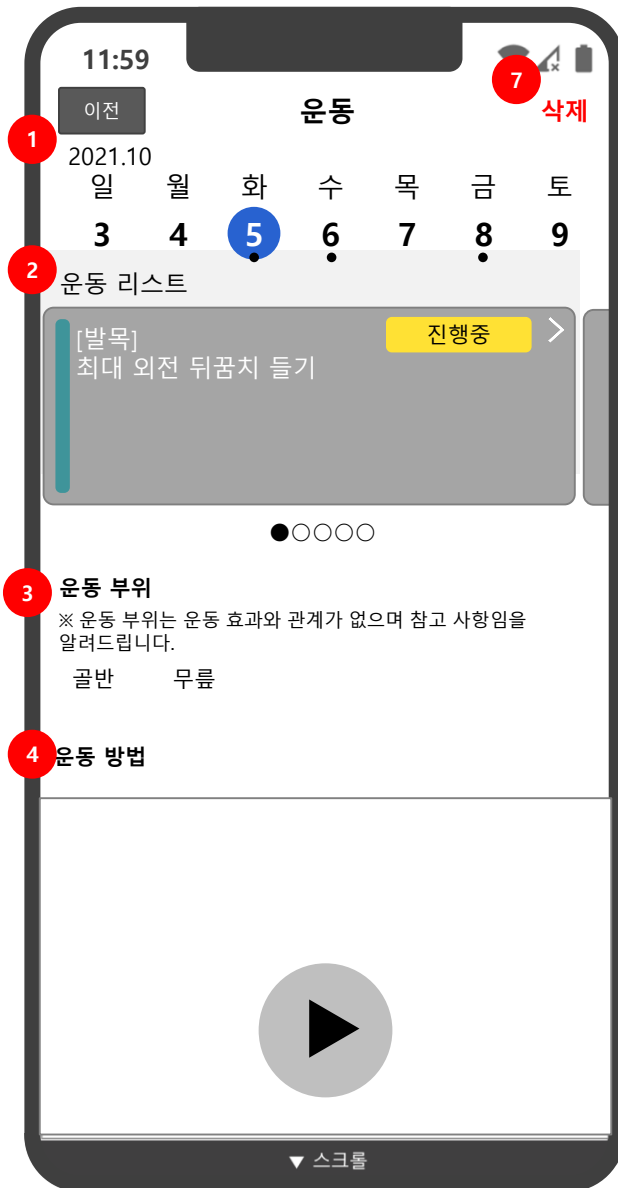 11:59
7
이전
운동
삭제
1
2021.10
일 월 화 수 목 금 토
3 4 5 6 7 8 9
2
운동 리스트
[발목]
진행중
최대 외전 뒤꿈치 들기
3
운동 부위
※ 운동 부위는 운동 효과와 관계가 없으며 참고 사항임을
알려드립니다.
골반 무릎
4
운동 방법
▼ 스크롤